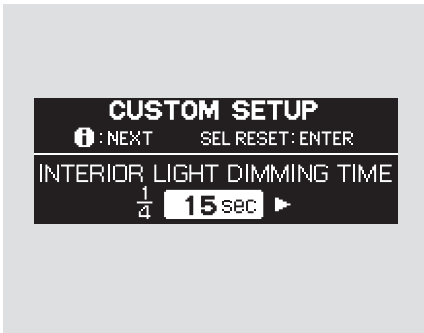 CUSTOM SETUP
i : NEXT SEL RESET: ENTER
INTERIOR LIGHT DIMMING TIME
1/4 15 sec ►